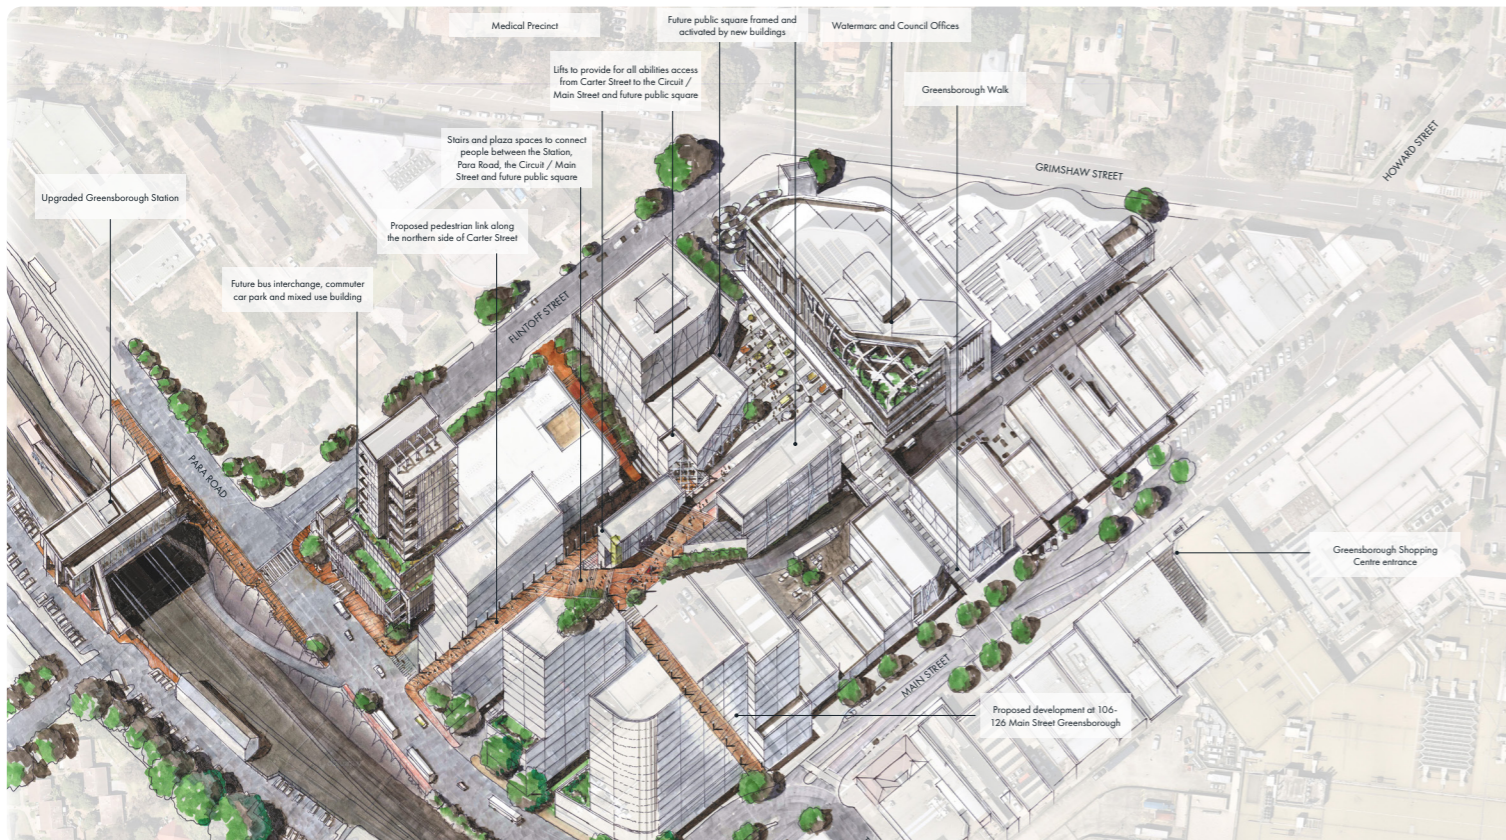 Medical Precinct
Future public square framed and
activated by new buildings
Watermarc and Council Offices
Lifts to provide for all abilities access
from Carter Street to the Circuit /
Main Street and future public square
Greensborough Walk
Stairs and plaza spaces to connect
people between the Station,
Para Road, the Circuit / Main
Street and future public square
Upgraded Greensborough Station
Proposed pedestrian link along
the northern side of Carter Street
Future bus interchange, commuter
car park and mixed use building
GRIMSHAW STREET
HOWARD STREET
FLINTOFF STREET
PARA ROAD
Greensborough Shopping
Centre entrance
MAIN STREET
Proposed development at 106-
126 Main Street Greensborough